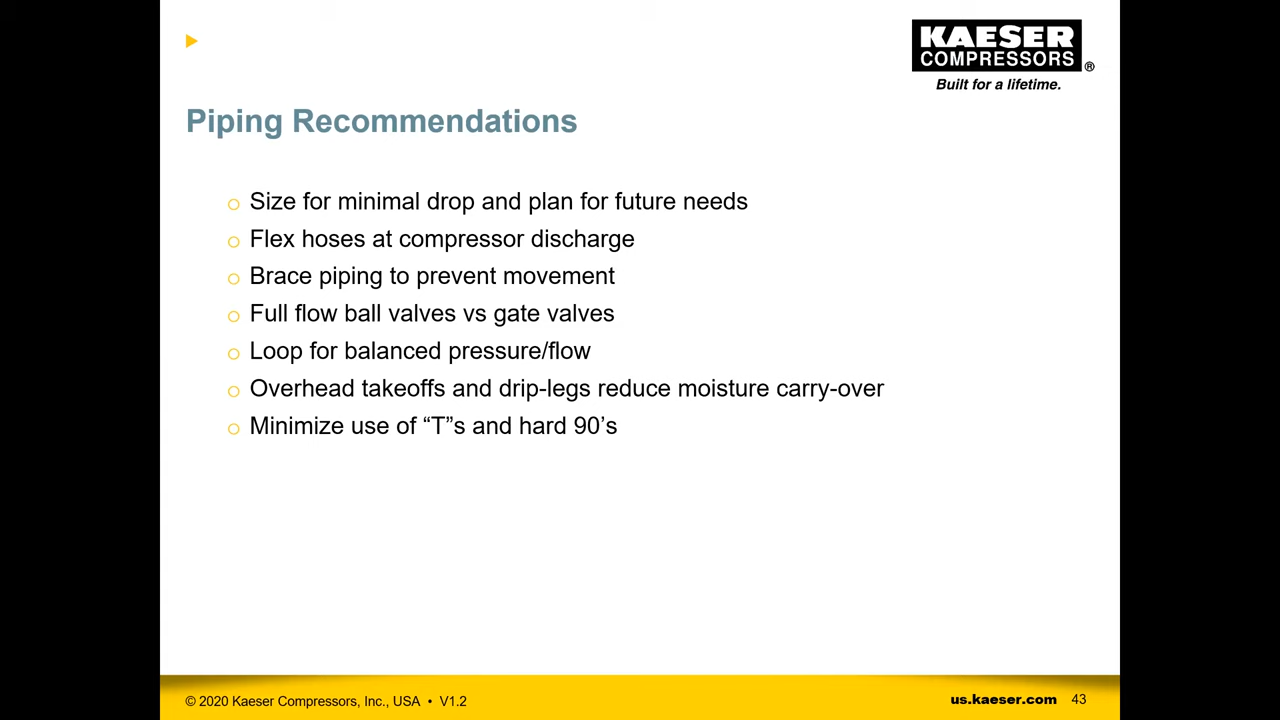 KAESER
COMPRESSORS
®
Built for a lifetime.
Piping Recommendations
Size for minimal drop and plan for future needs
Flex hoses at compressor discharge
Brace piping to prevent movement
Full flow ball valves vs gate valves
Loop for balanced pressure/flow
Overhead takeoffs and drip-legs reduce moisture carry-over
Minimize use of “T”s and hard 90’s
© 2020 Kaeser Compressors, Inc., USA • V1.2
us.kaeser.com 43